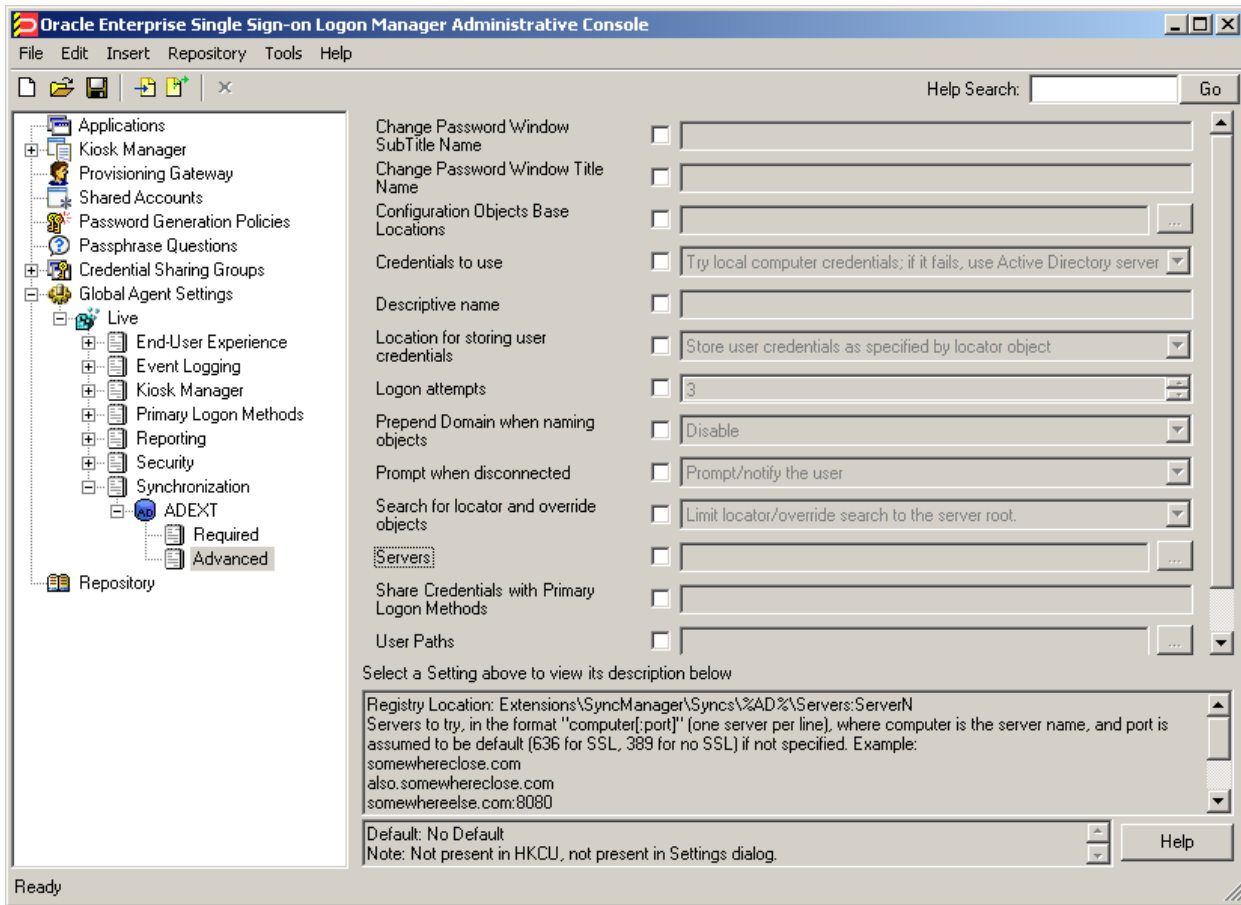 Oracle Enterprise Single Sign-on Logon Manager Administrative Console
File Edit Insert Repository Tools Help
Help Search: Go
Applications
Kiosk Manager
Provisioning Gateway
Shared Accounts
Password Generation Policies
Passphrase Questions
Credential Sharing Groups
Global Agent Settings
Live
End-User Experience
Event Logging
Kiosk Manager
Primary Logon Methods
Reporting
Security
Synchronization
AD ADEXT
Required
Advanced
Repository
Change Password Window
SubTitle Name
Change Password Window Title
Name
Configuration Objects Base
Locations
...
Credentials to use
Try local computer credentials; if it fails, use Active Directory server
Descriptive name
Location for storing user
credentials
Store user credentials as specified by locator object
Logon attempts
3
Prepend Domain when naming
objects
Disable
Prompt when disconnected
Prompt/notify the user
Search for locator and override
objects
Limit locator/override search to the server root.
Servers
...
Share Credentials with Primary
Logon Methods
User Paths
...
Select a Setting above to view its description below
Registry Location: Extensions\SyncManager\Syncs\%AD%\Servers:ServerN
Servers to try, in the format "computer[:port]" (one server per line), where computer is the server name, and port is
assumed to be default (636 for SSL, 389 for no SSL) if not specified. Example:
somewhereclose.com
also.somewhereclose.com
somewhereelse.com:8080
Default: No Default
Note: Not present in HKCU, not present in Settings dialog.
Help
Ready